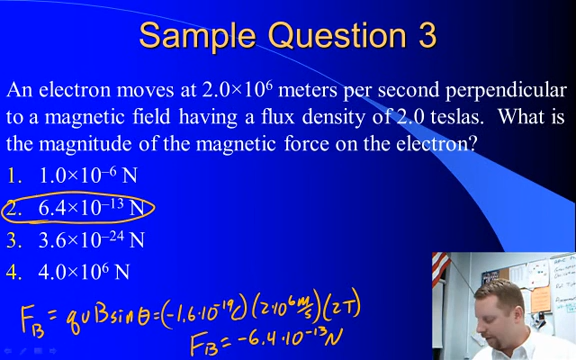 Sample Question 3
An electron moves at 2.0×10⁶ meters per second perpendicular
to a magnetic field having a flux density of 2.0 teslas. What is
the magnitude of the magnetic force on the electron?
1. 1.0×10⁻⁶ N
2. 6.4×10⁻¹³ N
3. 3.6×10⁻²⁴ N
4. 4.0×10⁶ N
F_B = qvBsinθ=(-1.6·10⁻¹⁹C)(2·10⁶m/s)(2T)
F_B=-6.4·10⁻¹³N